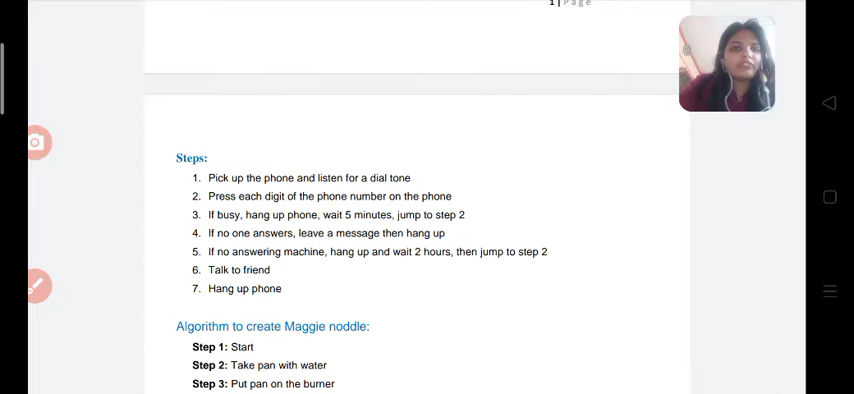 1 | Page
Steps:
1. Pick up the phone and listen for a dial tone
2. Press each digit of the phone number on the phone
3. If busy, hang up phone, wait 5 minutes, jump to step 2
4. If no one answers, leave a message then hang up
5. If no answering machine, hang up and wait 2 hours, then jump to step 2
6. Talk to friend
7. Hang up phone
Algorithm to create Maggie noddle:
Step 1: Start
Step 2: Take pan with water
Step 3: Put pan on the burner